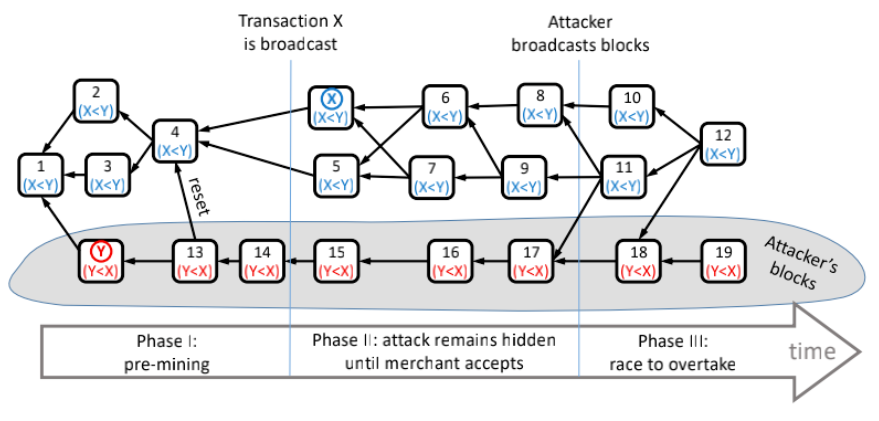 Transaction X
is broadcast
Attacker
broadcasts blocks
2
(X<Y)
X
(X<Y)
6
(X<Y)
8
(X<Y)
10
(X<Y)
4
(X<Y)
12
(X<Y)
1
(X<Y)
3
(X<Y)
5
(X<Y)
7
(X<Y)
9
(X<Y)
11
(X<Y)
reset
Y
(Y<X)
13
(Y<X)
14
(Y<X)
15
(Y<X)
16
(Y<X)
17
(Y<X)
18
(Y<X)
19
(Y<X)
Attacker's
blocks
Phase I:
pre-mining
Phase II: attack remains hidden
until merchant accepts
Phase III:
race to overtake
time